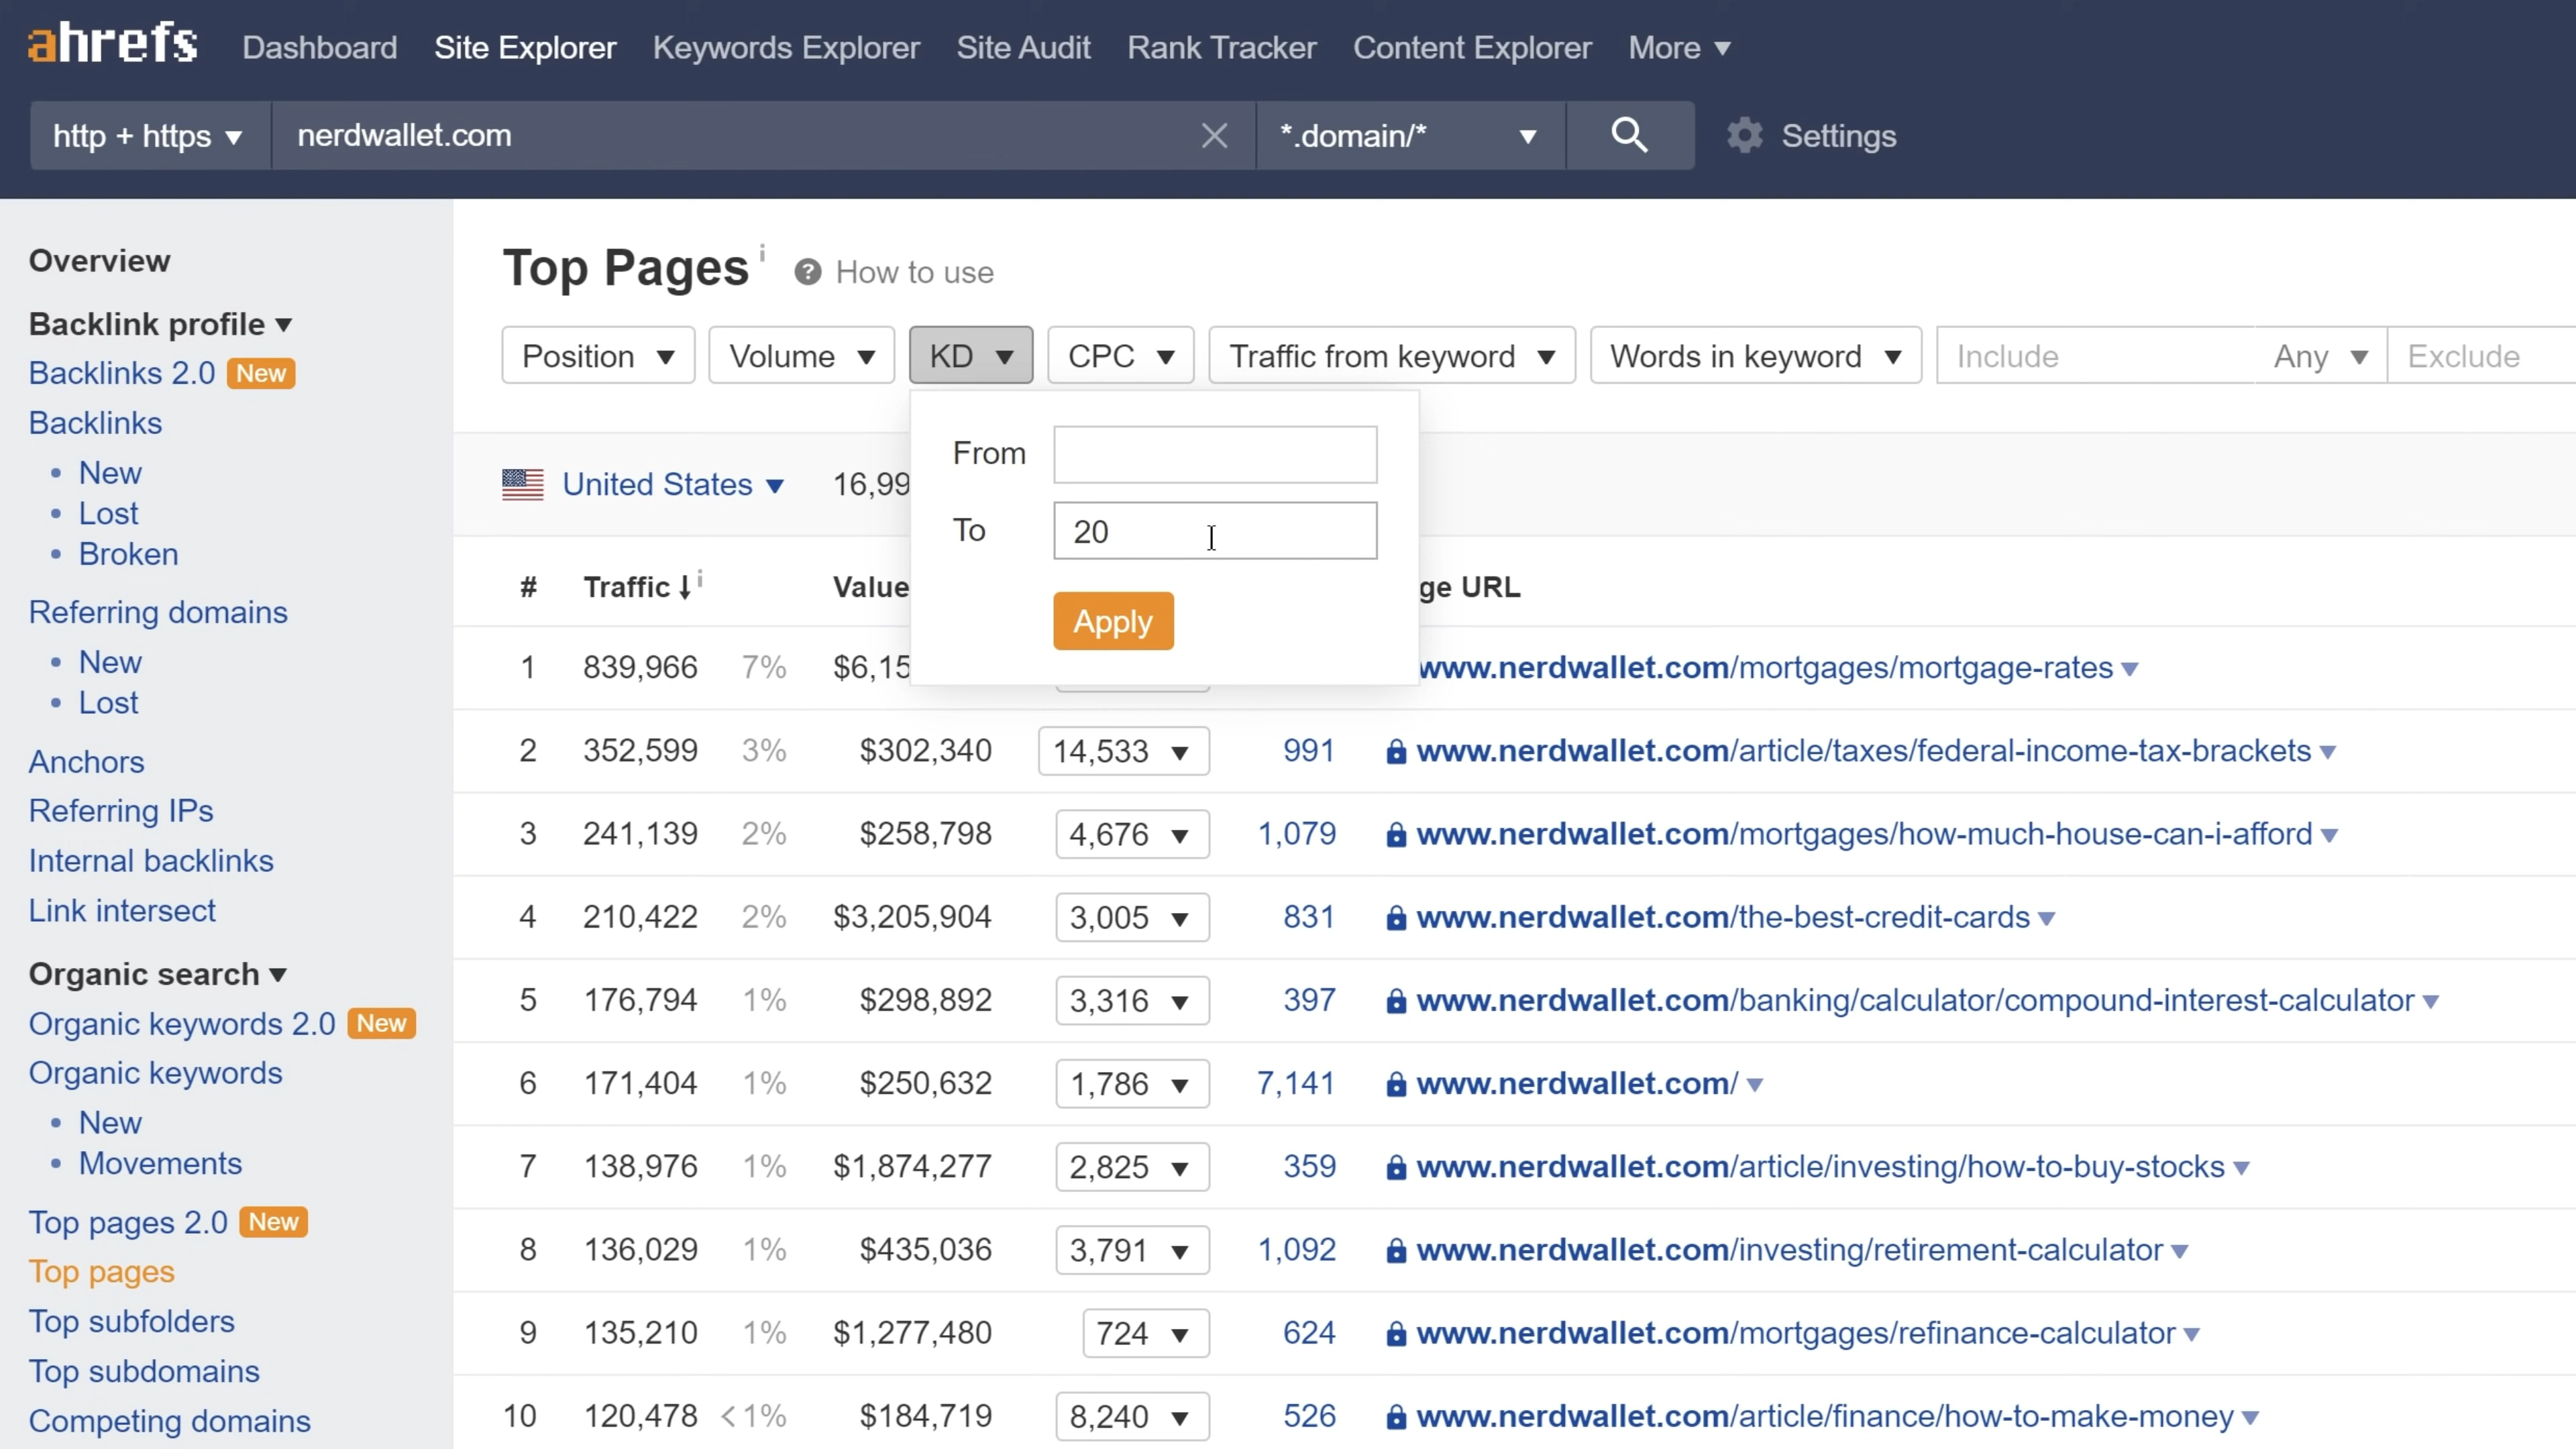 ahrefs Dashboard Site Explorer Keywords Explorer Site Audit Rank Tracker Content Explorer More
http + https nerdwallet.com *.domain/* Settings
Overview
Backlink profile
Backlinks 2.0 New
Backlinks
• New
• Lost
• Broken
Referring domains
• New
• Lost
Anchors
Referring IPs
Internal backlinks
Link intersect
Organic search
Organic keywords 2.0 New
Organic keywords
• New
• Movements
Top pages 2.0 New
Top pages
Top subfolders
Top subdomains
Competing domains
Top Pages i ? How to use
Position Volume KD CPC Traffic from keyword Words in keyword Include Any Exclude
From
To 20
Apply
United States 16,99
# Traffic ↓ i Value ge URL
1 839,966 7% $6,15 www.nerdwallet.com/mortgages/mortgage-rates
2 352,599 3% $302,340 14,533 991 www.nerdwallet.com/article/taxes/federal-income-tax-brackets
3 241,139 2% $258,798 4,676 1,079 www.nerdwallet.com/mortgages/how-much-house-can-i-afford
4 210,422 2% $3,205,904 3,005 831 www.nerdwallet.com/the-best-credit-cards
5 176,794 1% $298,892 3,316 397 www.nerdwallet.com/banking/calculator/compound-interest-calculator
6 171,404 1% $250,632 1,786 7,141 www.nerdwallet.com/
7 138,976 1% $1,874,277 2,825 359 www.nerdwallet.com/article/investing/how-to-buy-stocks
8 136,029 1% $435,036 3,791 1,092 www.nerdwallet.com/investing/retirement-calculator
9 135,210 1% $1,277,480 724 624 www.nerdwallet.com/mortgages/refinance-calculator
10 120,478 <1% $184,719 8,240 526 www.nerdwallet.com/article/finance/how-to-make-money